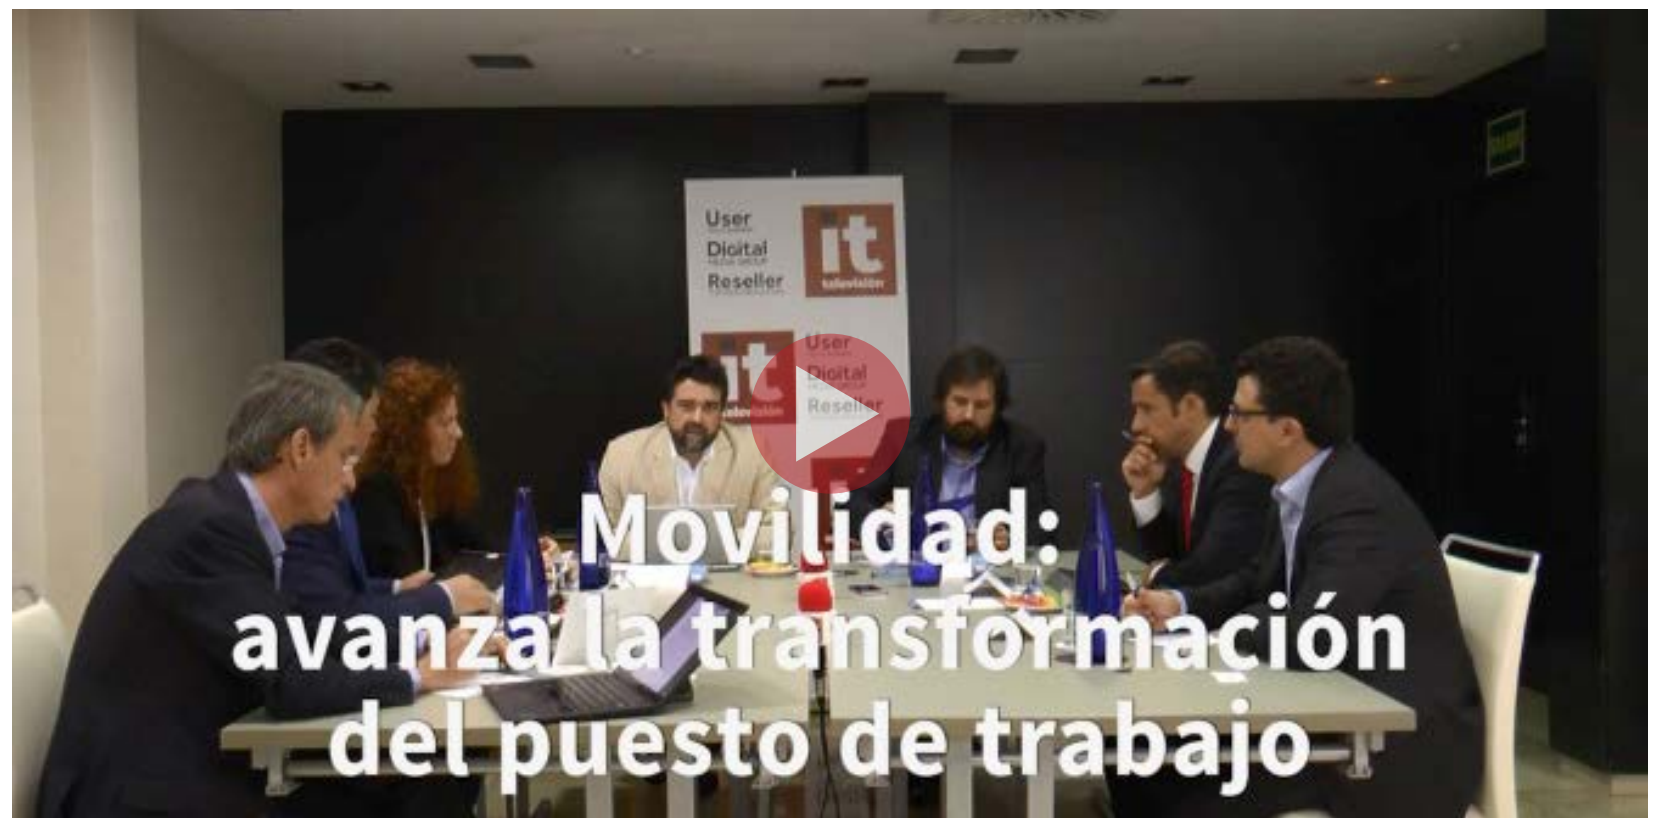 User
Digital
Reseller
it
televisión
it
televisión
User
Digital
Reseller
Movilidad:
avanza la transformación
del puesto de trabajo